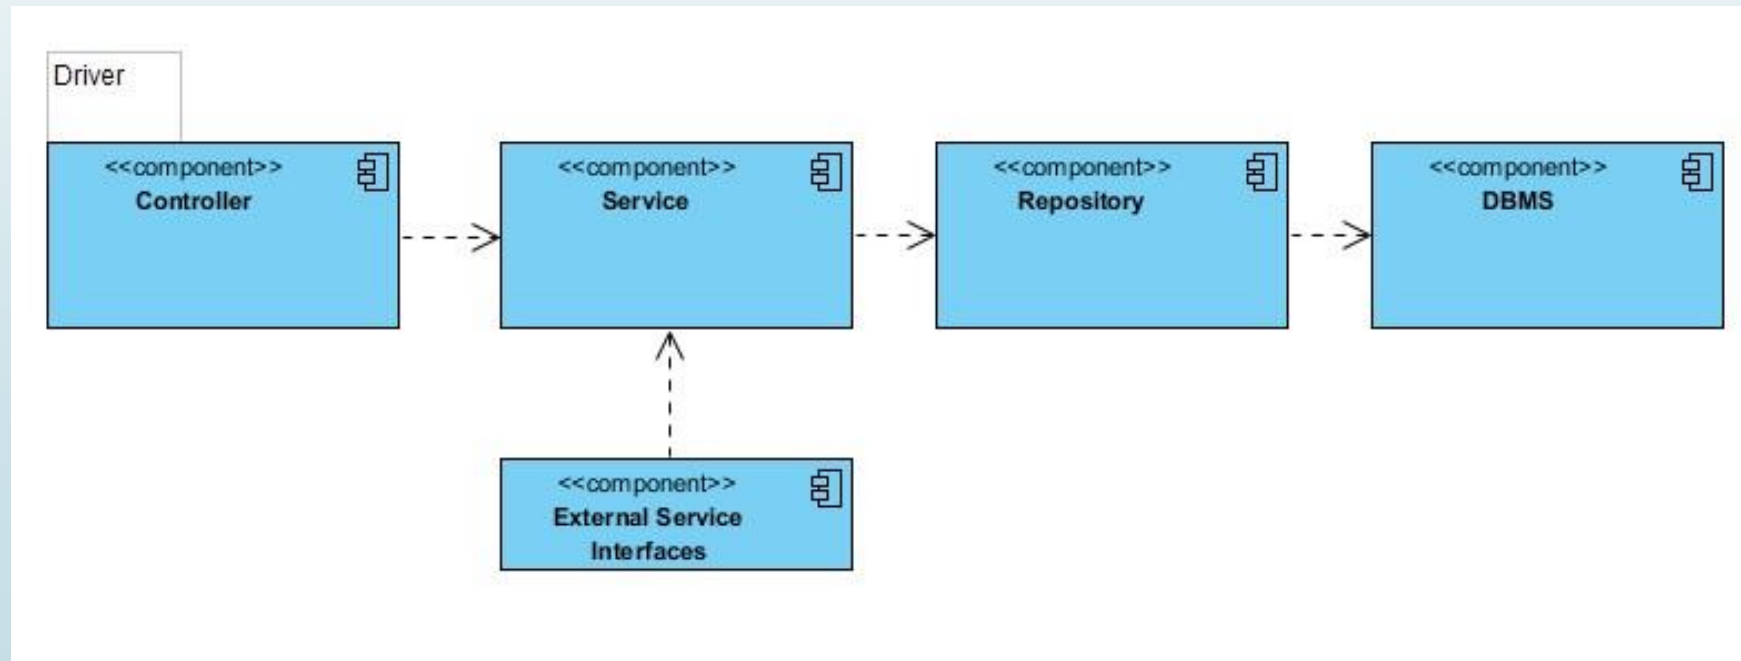 Driver
<<component>>
Controller
<<component>>
Service
<<component>>
Repository
<<component>>
DBMS
<<component>>
External Service
Interfaces